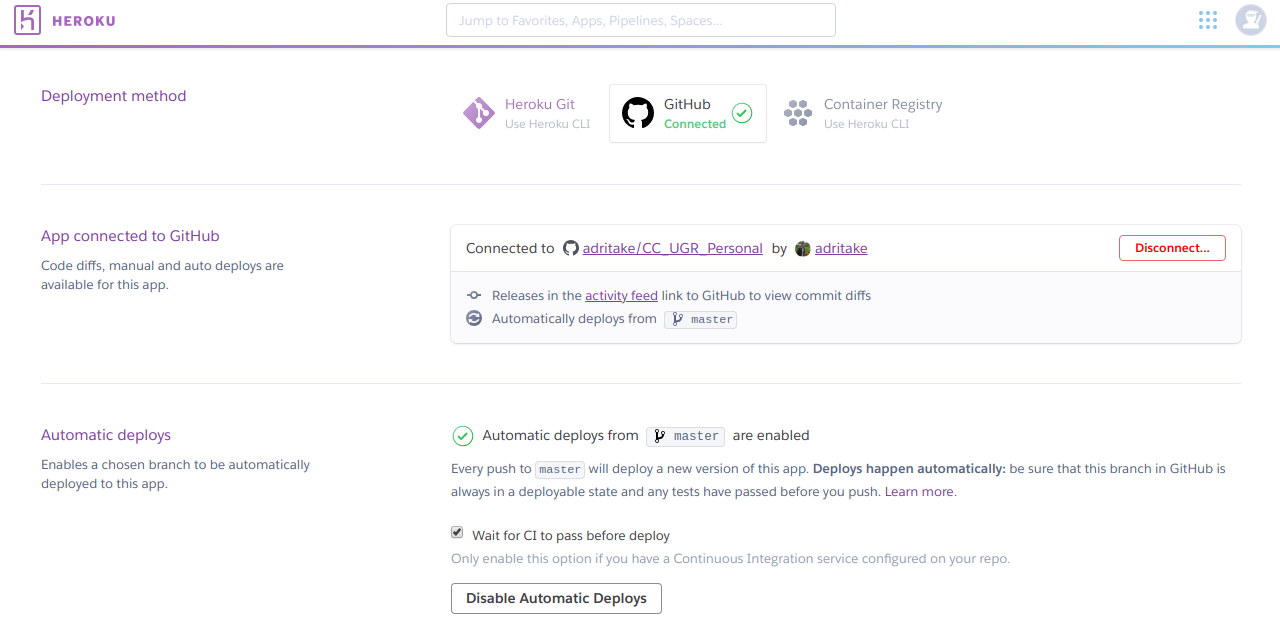 HEROKU
Jump to Favorites, Apps, Pipelines, Spaces...
Deployment method
Heroku Git
Use Heroku CLI
GitHub
Connected
Container Registry
Use Heroku CLI
App connected to GitHub
Code diffs, manual and auto deploys are
available for this app.
Connected to adritake/CC_UGR_Personal by adritake
Disconnect...
Releases in the activity feed link to GitHub to view commit diffs
Automatically deploys from master
Automatic deploys
Enables a chosen branch to be automatically
deployed to this app.
Automatic deploys from master are enabled
Every push to master will deploy a new version of this app. Deploys happen automatically: be sure that this branch in GitHub is
always in a deployable state and any tests have passed before you push. Learn more.
Wait for CI to pass before deploy
Only enable this option if you have a Continuous Integration service configured on your repo.
Disable Automatic Deploys